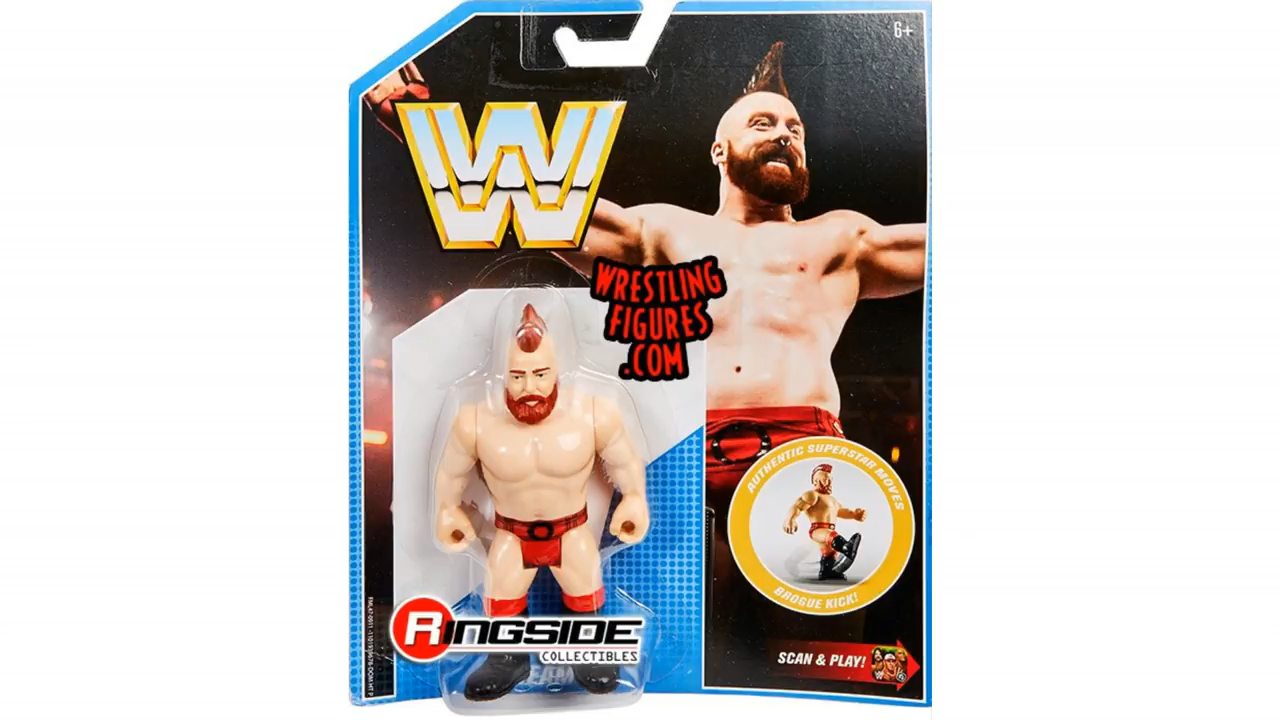 6+
W
WRESTLING
FIGURES
.COM
AUTHENTIC SUPERSTAR MOVES
BROGUE KICK!
RINGSIDE
COLLECTIBLES
SCAN & PLAY!